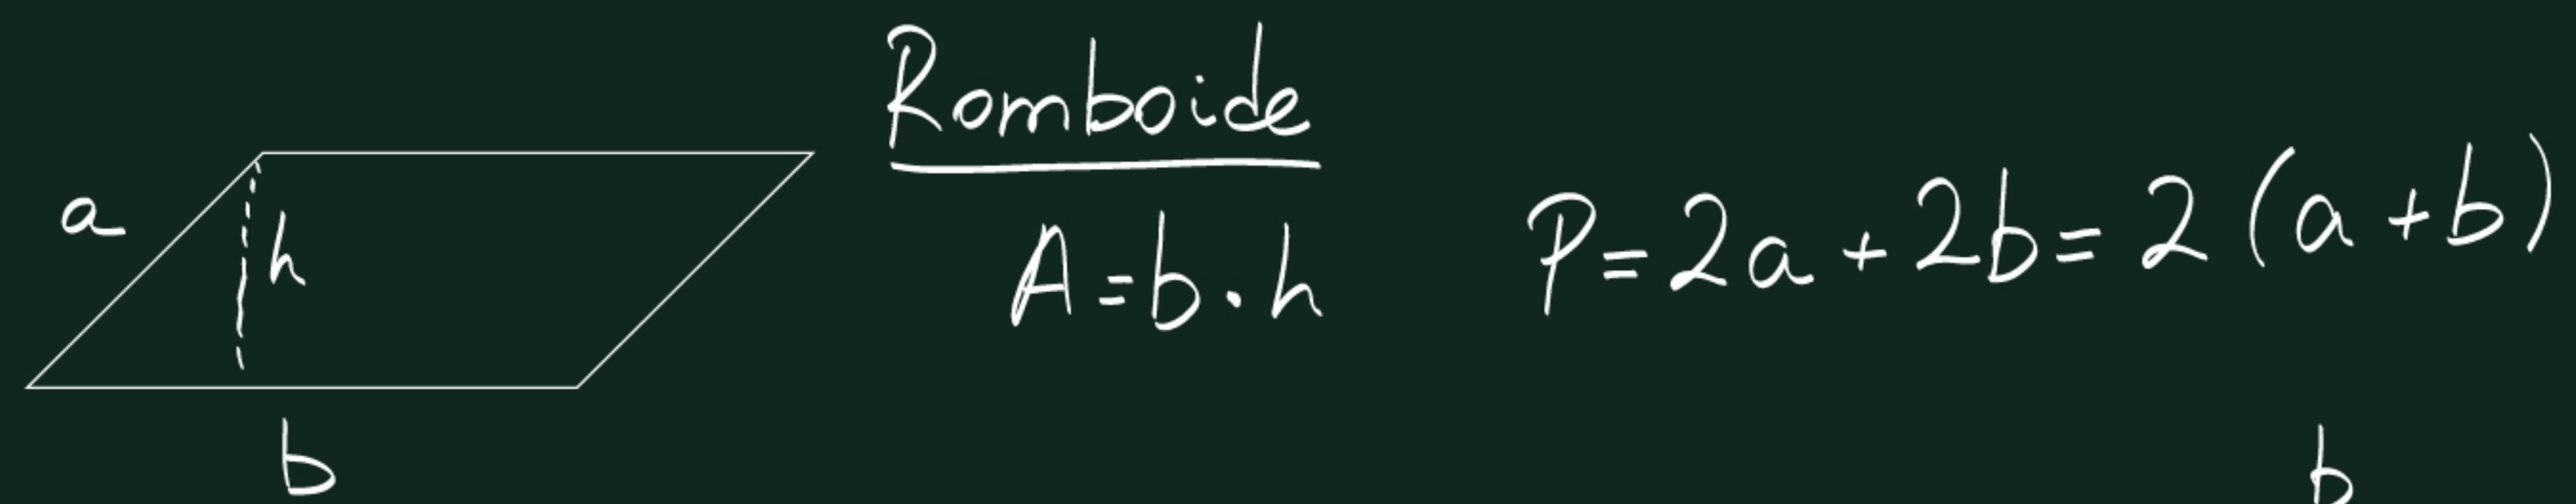 Romboide
a
h
A = b · h
P = 2a + 2b = 2 (a + b)
b
b